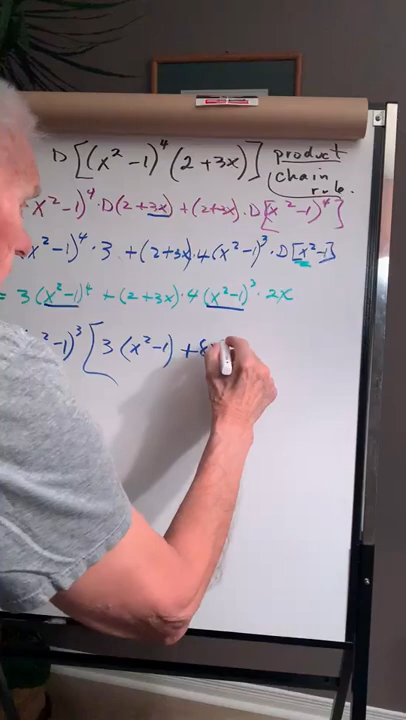 D[(x² -1)⁴ (2 + 3x)] product
chain
rule.
x² -1)⁴ · D(2+3x) + (2+3x) · D[(x² -1)⁴]
x² -1)⁴ · 3 + (2+3x) · 4(x² -1)³ · D[x² -1]
= 3(x² -1)⁴ + (2+3x) · 4(x² -1)³ · 2x
x² -1)³ [3(x² -1) + 8